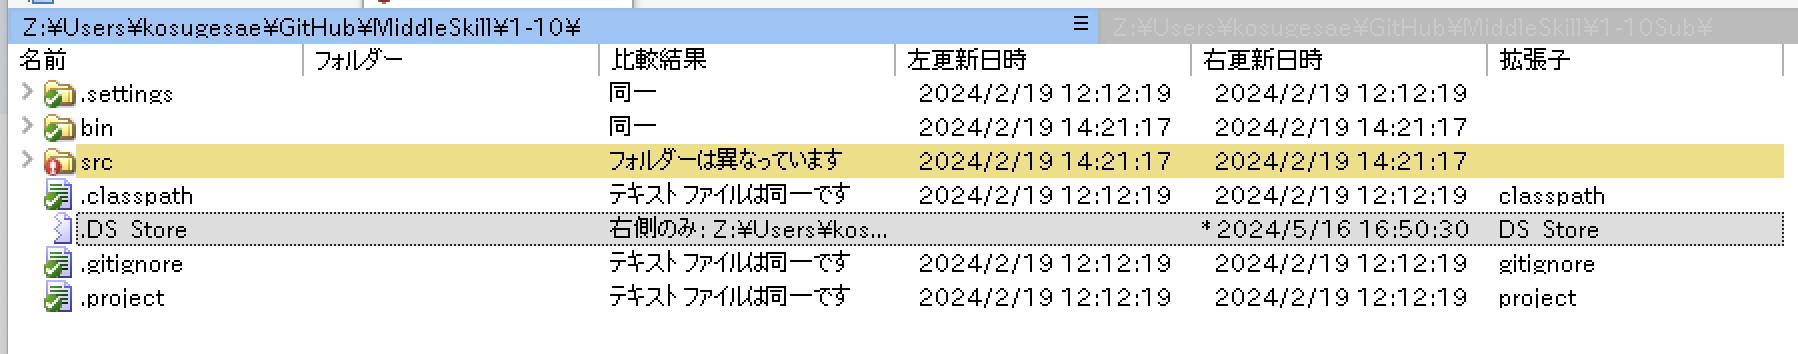 Z:¥Users¥kosugesae¥GitHub¥MiddleSkill¥1-10¥ Z:¥Users¥kosugesae¥GitHub¥MiddleSkill¥1-10Sub¥
名前 フォルダー 比較結果 左更新日時 右更新日時 拡張子
.settings 同一 2024/2/19 12:12:19 2024/2/19 12:12:19
bin 同一 2024/2/19 14:21:17 2024/2/19 14:21:17
src フォルダーは異なっています 2024/2/19 14:21:17 2024/2/19 14:21:17
.classpath テキスト ファイルは同一です 2024/2/19 12:12:19 2024/2/19 12:12:19 classpath
.DS_Store 右側のみ: Z:¥Users¥kos... * 2024/5/16 16:50:30 DS_Store
.gitignore テキスト ファイルは同一です 2024/2/19 12:12:19 2024/2/19 12:12:19 gitignore
.project テキスト ファイルは同一です 2024/2/19 12:12:19 2024/2/19 12:12:19 project